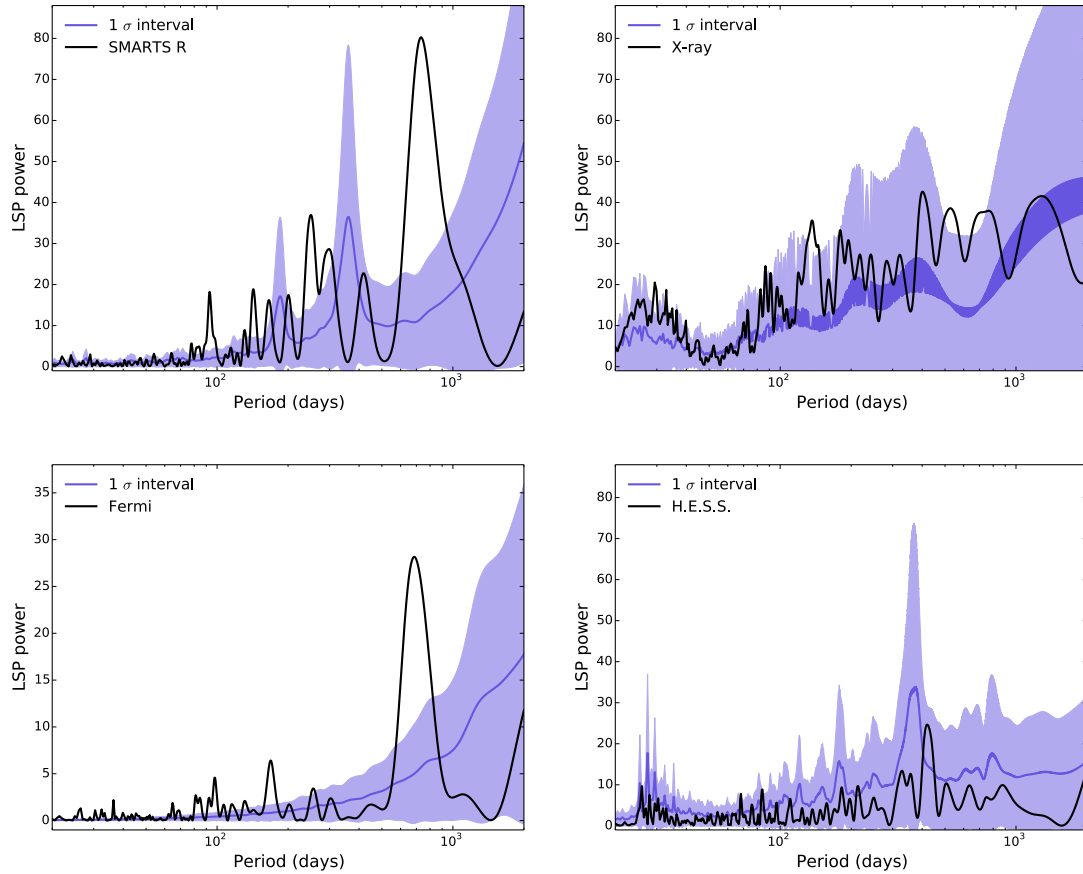 1 σ interval
SMARTS R
LSP power
80
70
60
50
40
30
20
10
0
10²
10³
Period (days)
1 σ interval
X-ray
LSP power
80
70
60
50
40
30
20
10
0
10²
10³
Period (days)
1 σ interval
Fermi
LSP power
35
30
25
20
15
10
5
0
10²
10³
Period (days)
1 σ interval
H.E.S.S.
LSP power
80
70
60
50
40
30
20
10
0
10²
10³
Period (days)